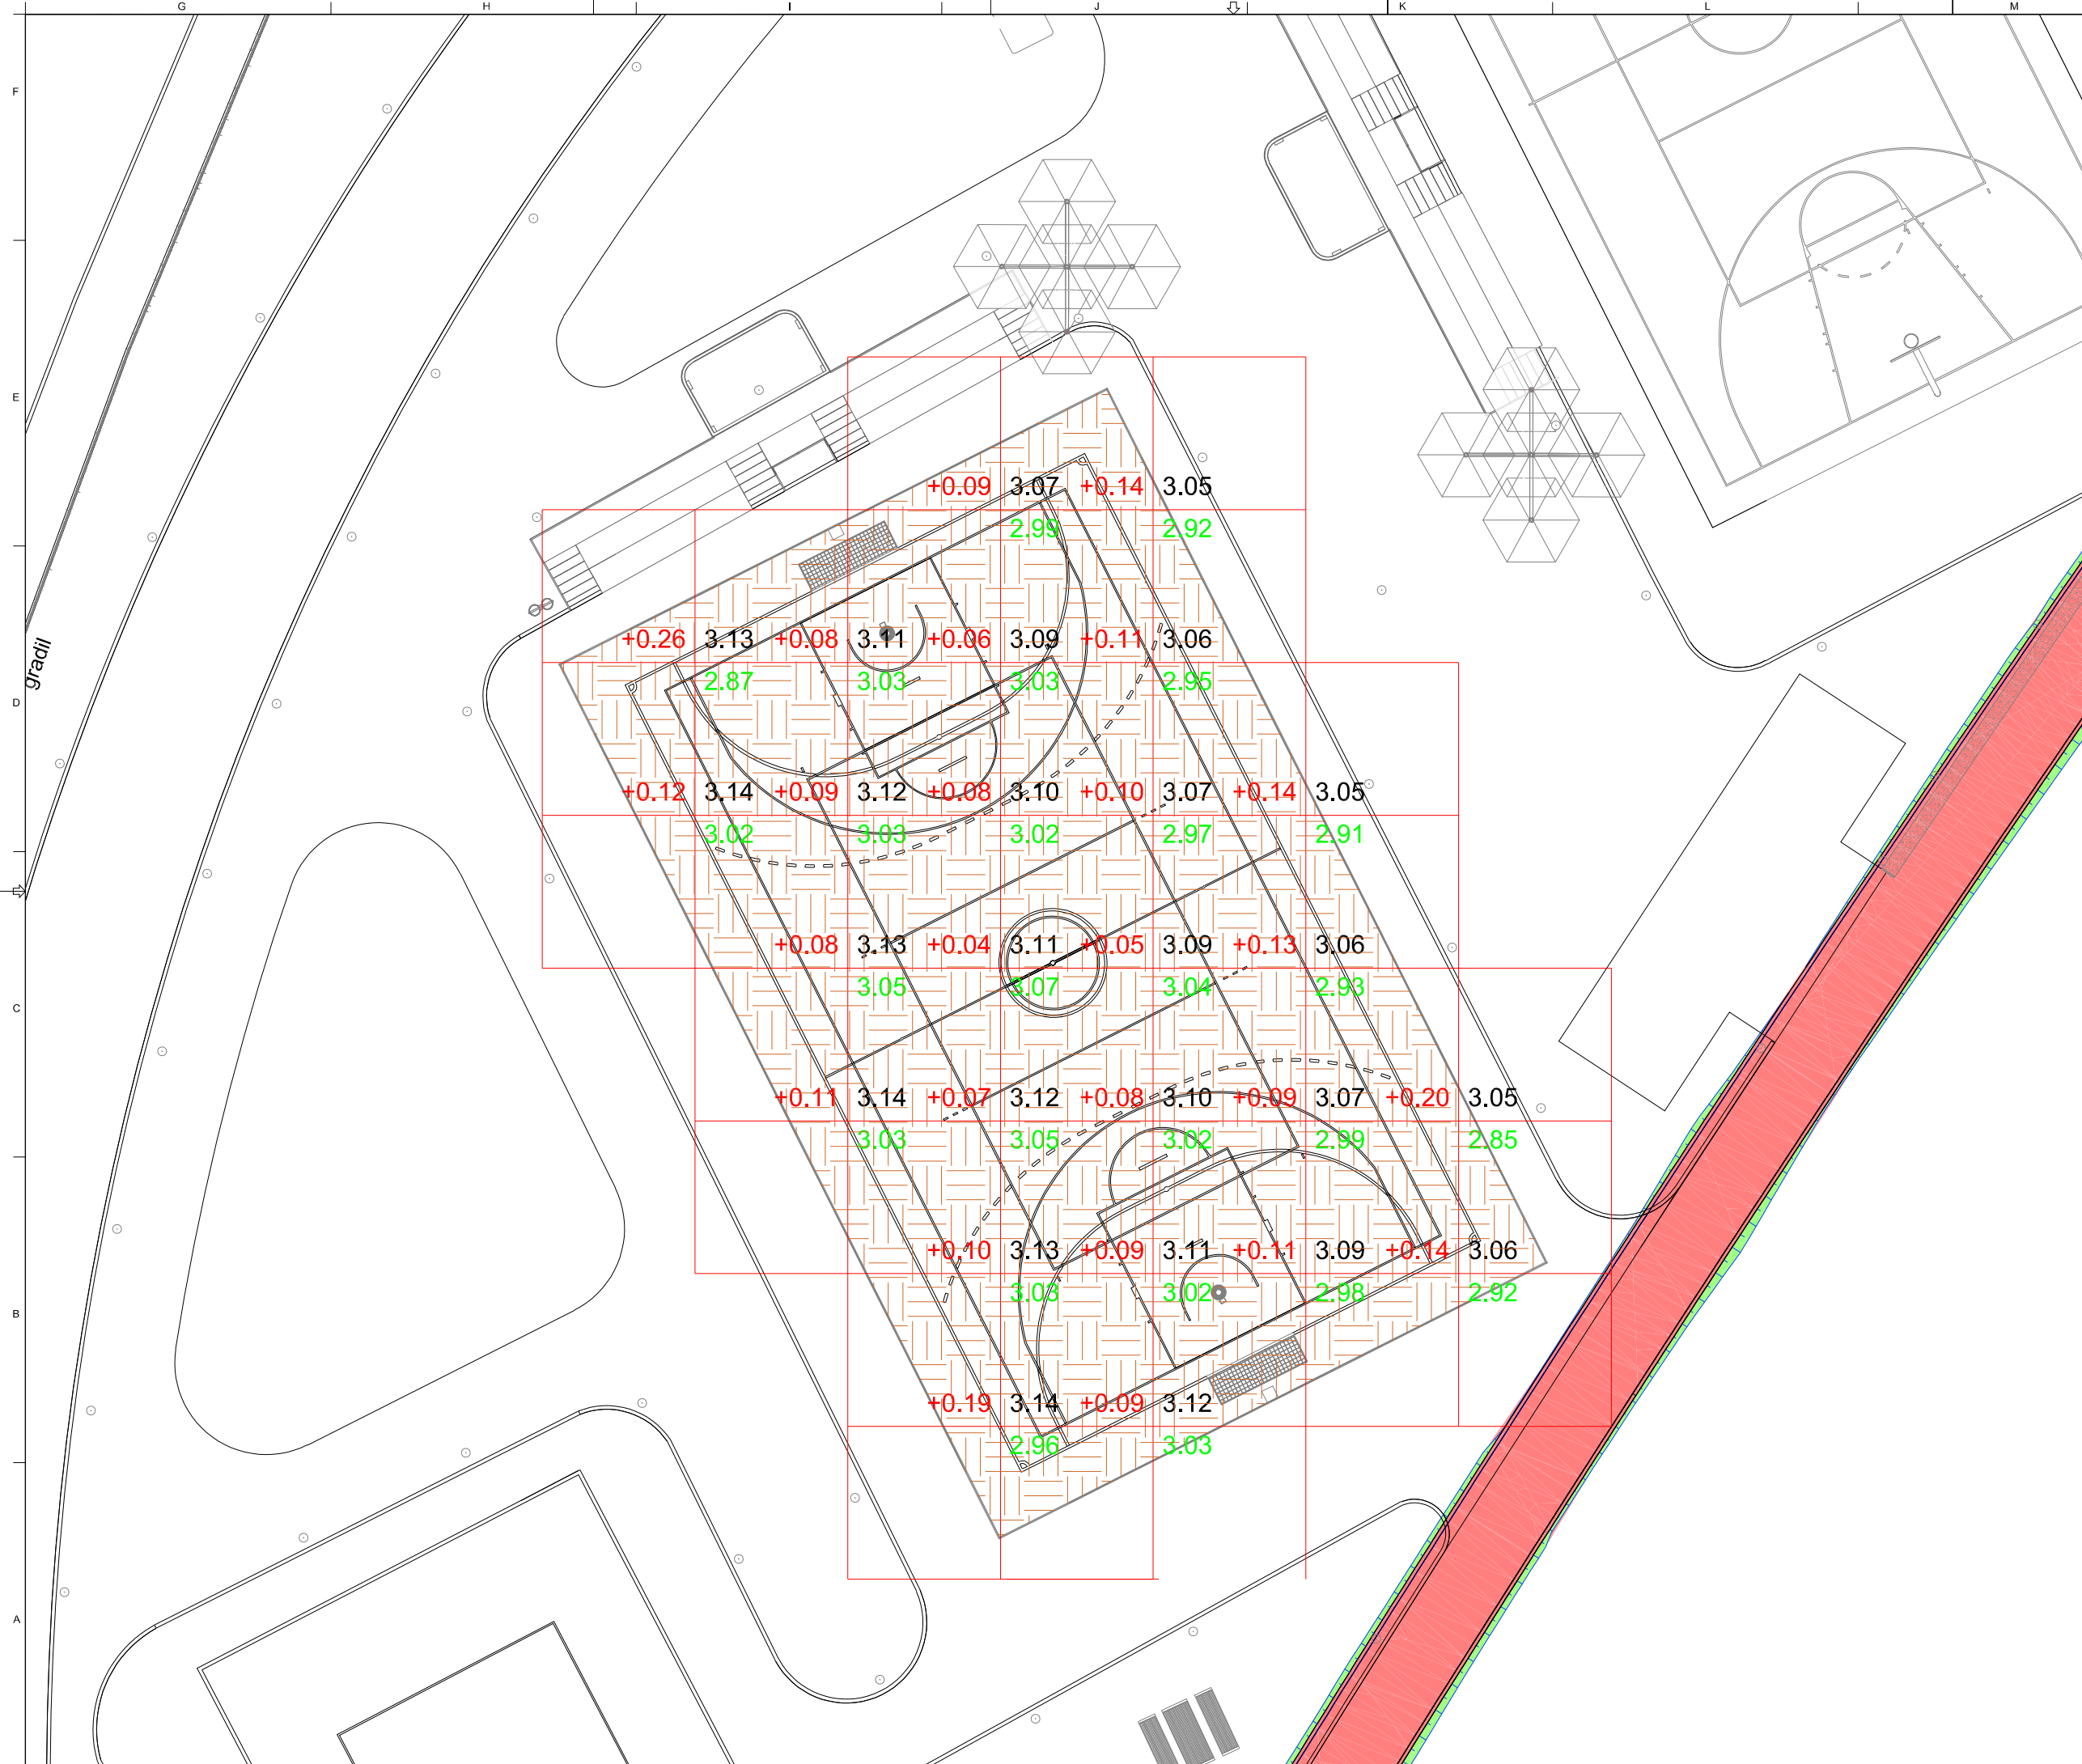 G H I J K L M
F
E
+0.09 3.07 +0.14 3.05
2.99 2.92
+0.26 3.13 +0.08 3.11 +0.06 3.09 +0.11 3.06
gradil
2.87 3.03 3.03 2.95
D
+0.12 3.14 +0.09 3.12 +0.08 3.10 +0.10 3.07 +0.14 3.05
3.02 3.03 3.02 2.97 2.91
+0.08 3.13 +0.04 3.11 +0.05 3.09 +0.13 3.06
3.05 3.07 3.04 2.93
C
+0.11 3.14 +0.07 3.12 +0.08 3.10 +0.09 3.07 +0.20 3.05
3.03 3.05 3.02 2.99 2.85
+0.10 3.13 +0.09 3.11 +0.11 3.09 +0.14 3.06
3.03 3.02 2.98 2.92
B
+0.19 3.14 +0.09 3.12
2.96 3.03
A